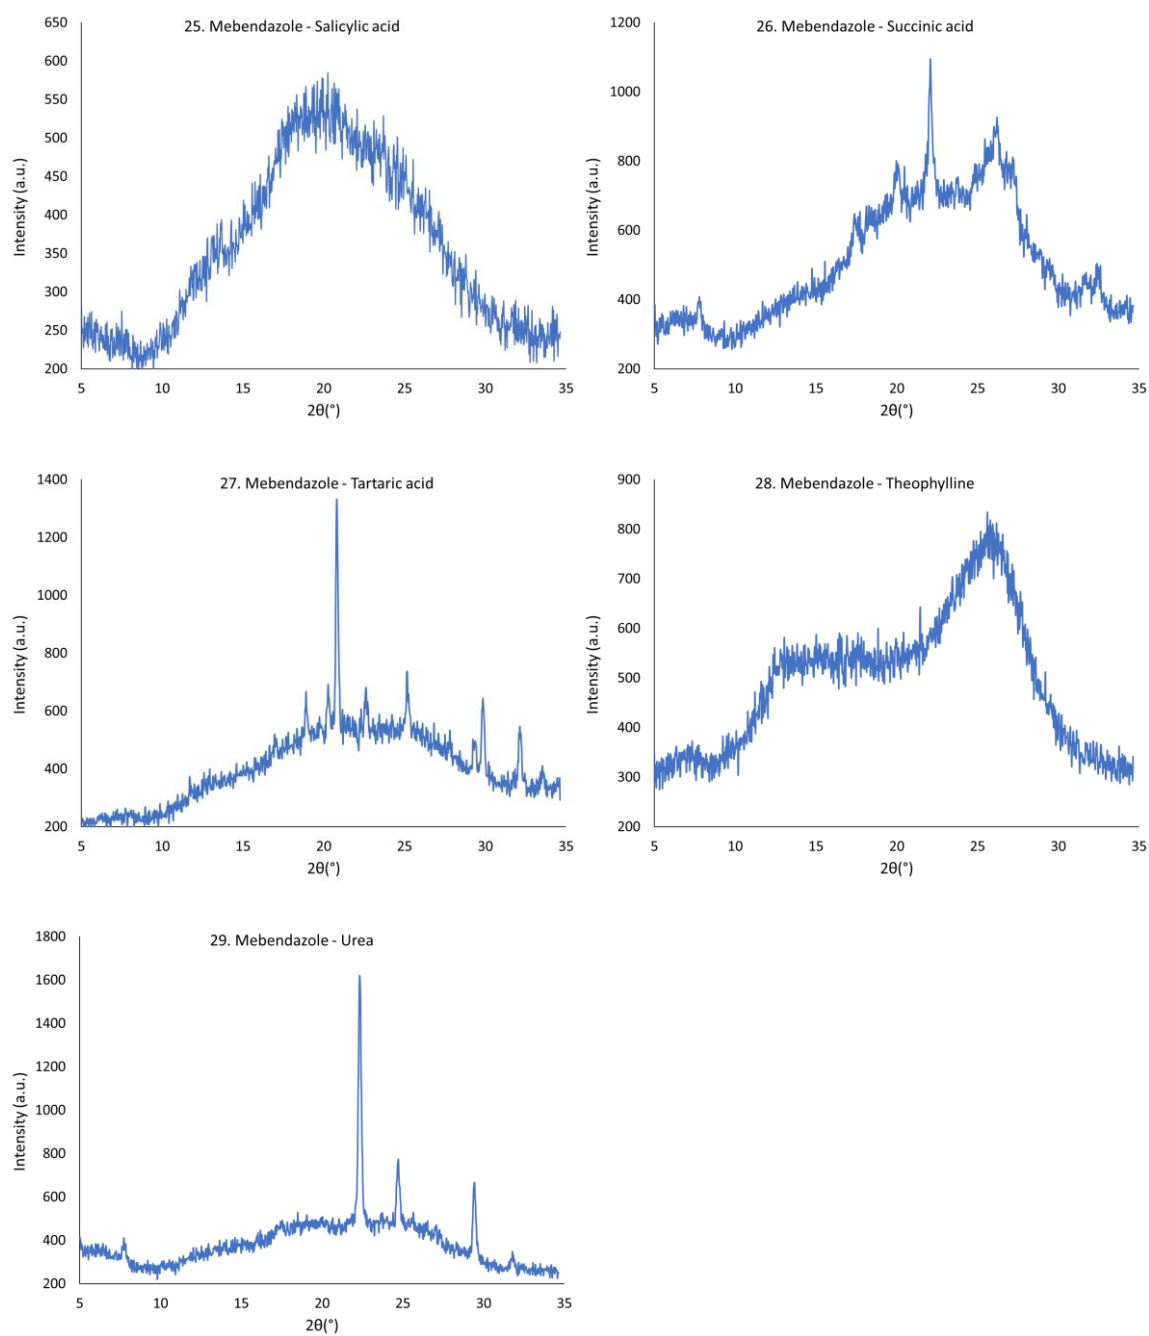 25. Mebendazole - Salicylic acid
650
600
550
500
450
400
350
300
250
200
Intensity (a.u.)
5 10 15 20 25 30 35
2θ(°)
26. Mebendazole - Succinic acid
1200
1000
800
600
400
200
Intensity (a.u.)
5 10 15 20 25 30 35
2θ(°)
27. Mebendazole - Tartaric acid
1400
1200
1000
800
600
400
200
Intensity (a.u.)
5 10 15 20 25 30 35
2θ(°)
28. Mebendazole - Theophylline
900
800
700
600
500
400
300
200
Intensity (a.u.)
5 10 15 20 25 30 35
2θ(°)
29. Mebendazole - Urea
1800
1600
1400
1200
1000
800
600
400
200
Intensity (a.u.)
5 10 15 20 25 30 35
2θ(°)